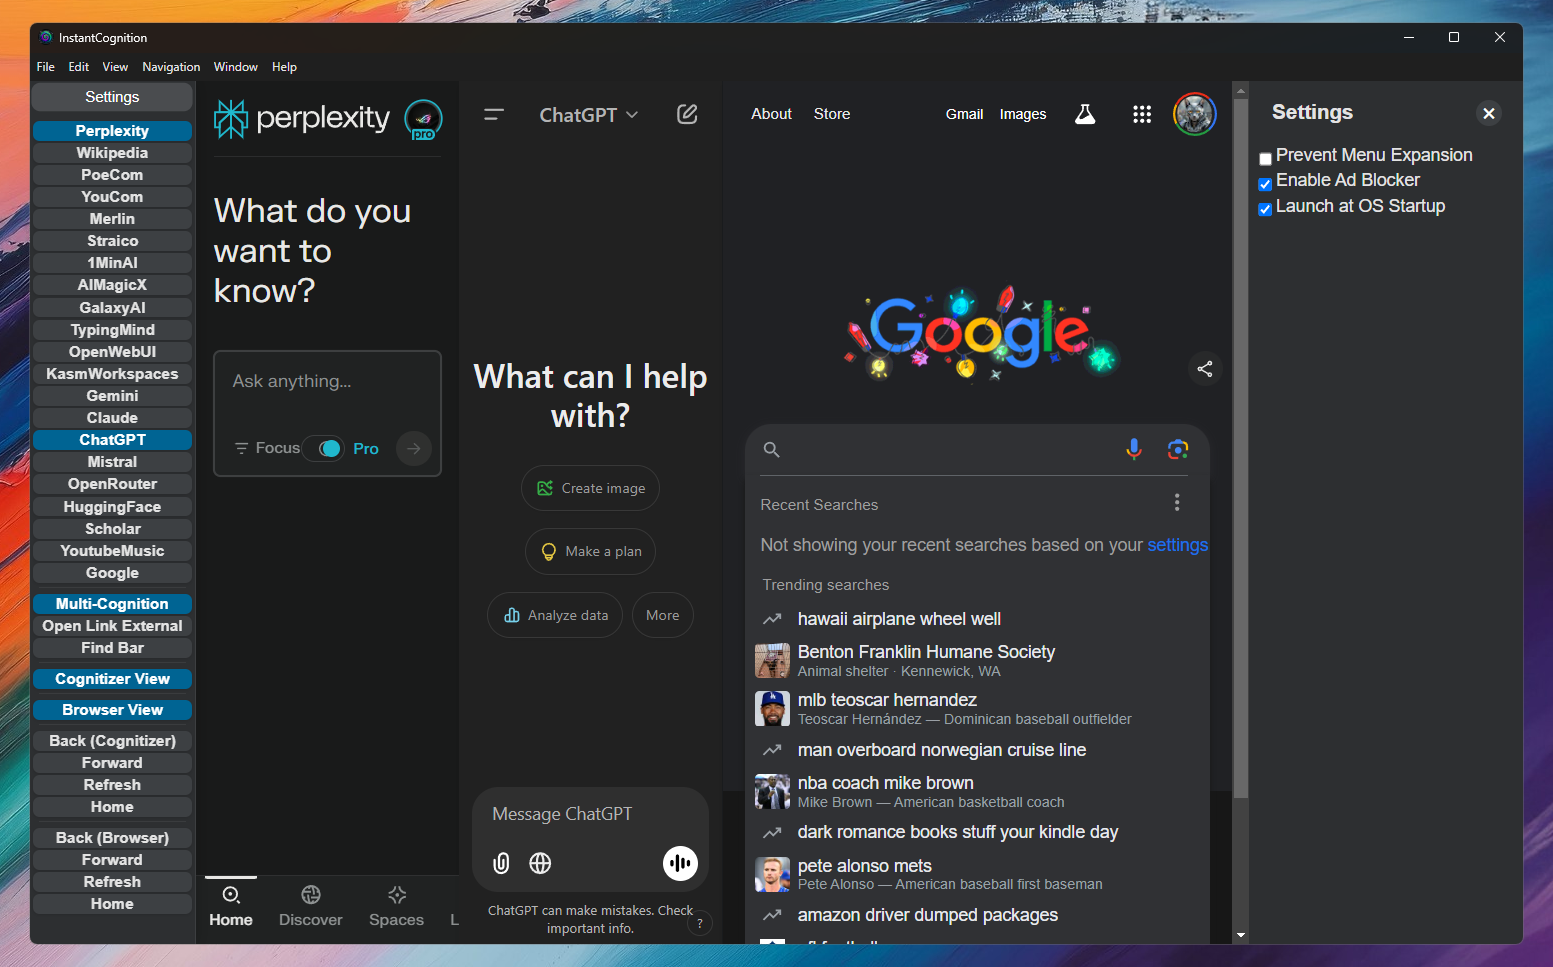 InstantCognition
File Edit View Navigation Window Help
Settings
Perplexity
Wikipedia
PoeCom
YouCom
Merlin
Straico
1MinAI
AIMagicX
GalaxyAI
TypingMind
OpenWebUI
KasmWorkspaces
Gemini
Claude
ChatGPT
Mistral
OpenRouter
HuggingFace
Scholar
YoutubeMusic
Google
Multi-Cognition
Open Link External
Find Bar
Cognitizer View
Browser View
Back (Cognitizer)
Forward
Refresh
Home
Back (Browser)
Forward
Refresh
Home
perplexity
pro
What do you
want to
know?
Ask anything...
Focus Pro
Home Discover Spaces L
ChatGPT
What can I help
with?
Create image
Make a plan
Analyze data More
Message ChatGPT
ChatGPT can make mistakes. Check
important info.
?
About Store Gmail Images
Google
Recent Searches
Not showing your recent searches based on your settings
Trending searches
hawaii airplane wheel well
Benton Franklin Humane Society
Animal shelter · Kennewick, WA
mlb teoscar hernandez
Teoscar Hernández — Dominican baseball outfielder
man overboard norwegian cruise line
nba coach mike brown
Mike Brown — American basketball coach
dark romance books stuff your kindle day
pete alonso mets
Pete Alonso — American baseball first baseman
amazon driver dumped packages
Settings
Prevent Menu Expansion
Enable Ad Blocker
Launch at OS Startup